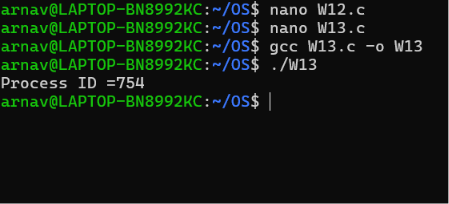 arnav@LAPTOP-BN8992KC:~/OS$ nano W12.c
arnav@LAPTOP-BN8992KC:~/OS$ nano W13.c
arnav@LAPTOP-BN8992KC:~/OS$ gcc W13.c -o W13
arnav@LAPTOP-BN8992KC:~/OS$ ./W13
Process ID =754
arnav@LAPTOP-BN8992KC:~/OS$